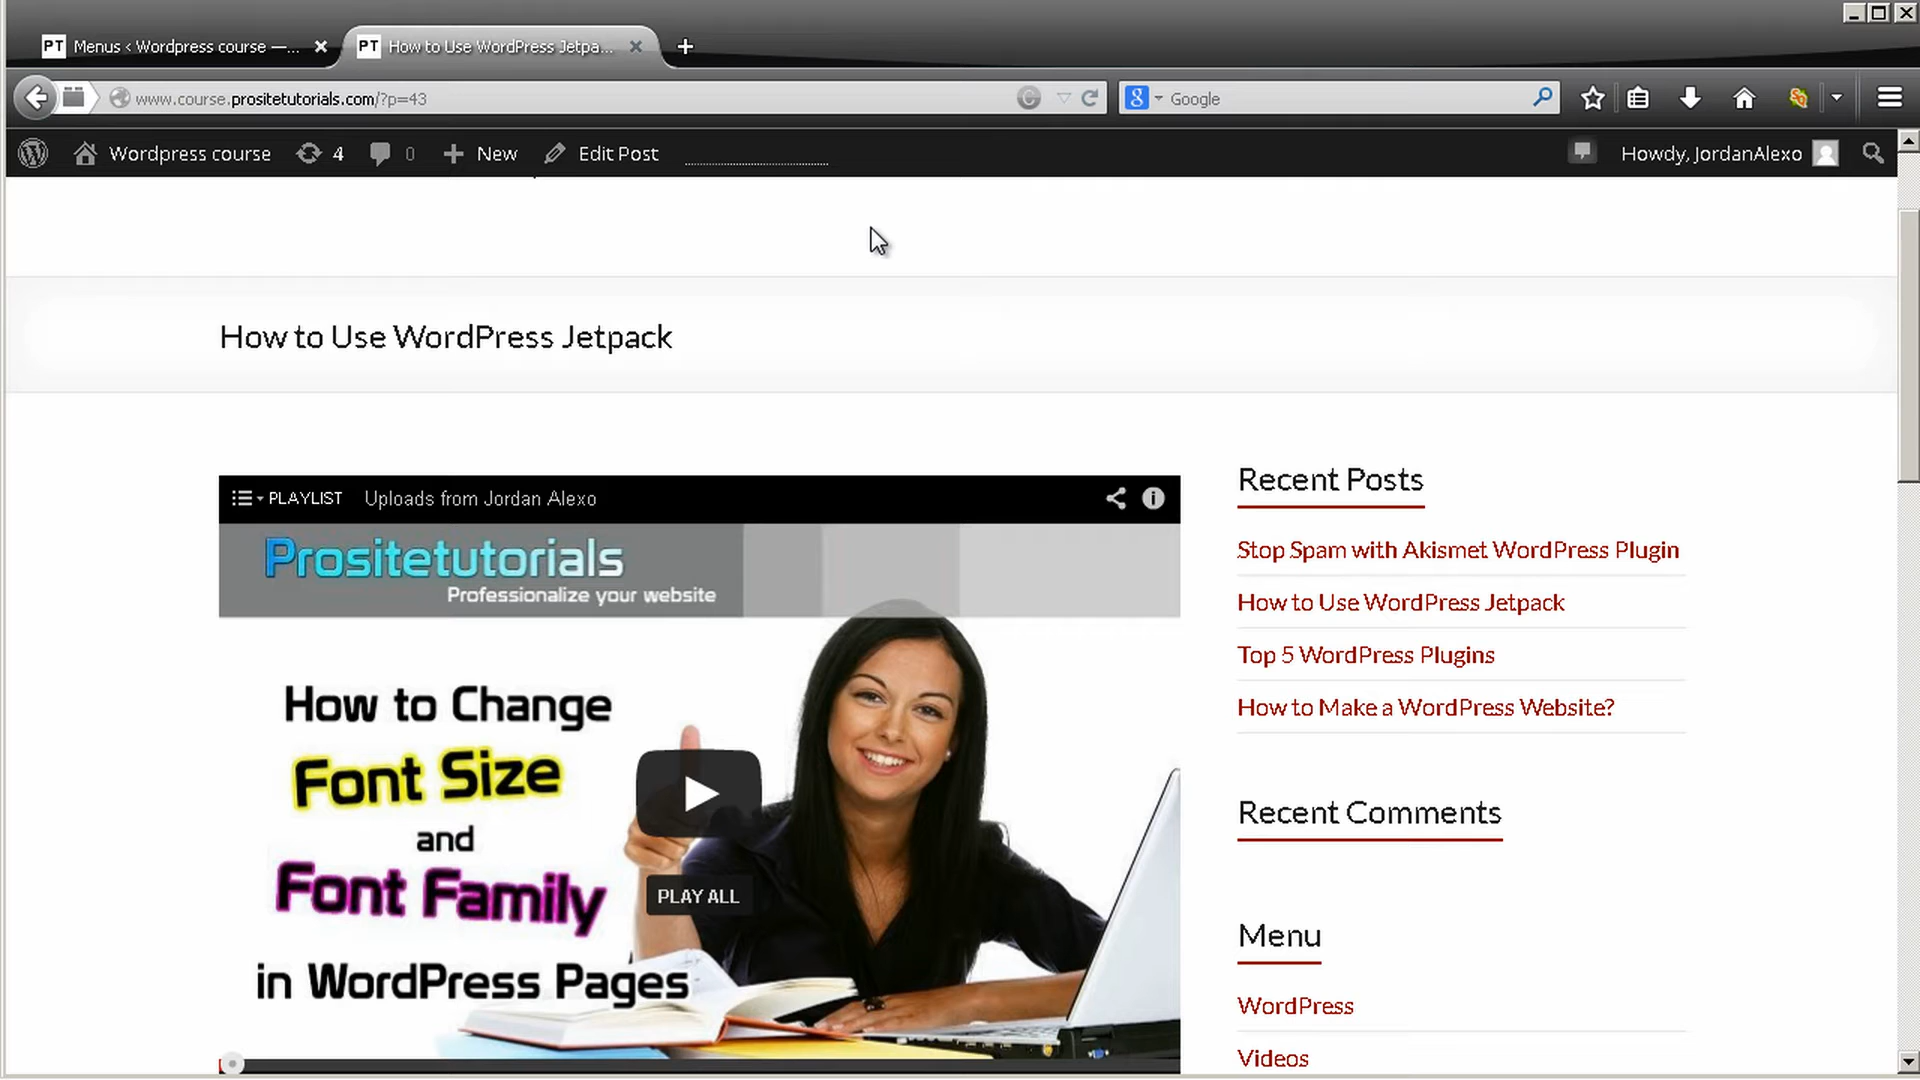 PT Menus < Wordpress course —...
PT How to Use WordPress Jetpa...
www.course.prositetutorials.com/?p=43
Google
Wordpress course 4 0 New Edit Post
Howdy, JordanAlexo
How to Use WordPress Jetpack
PLAYLIST Uploads from Jordan Alexo
Prositetutorials
Professionalize your website
How to Change
Font Size
and
Font Family
in WordPress Pages
PLAY ALL
Recent Posts
Stop Spam with Akismet WordPress Plugin
How to Use WordPress Jetpack
Top 5 WordPress Plugins
How to Make a WordPress Website?
Recent Comments
Menu
WordPress
Videos